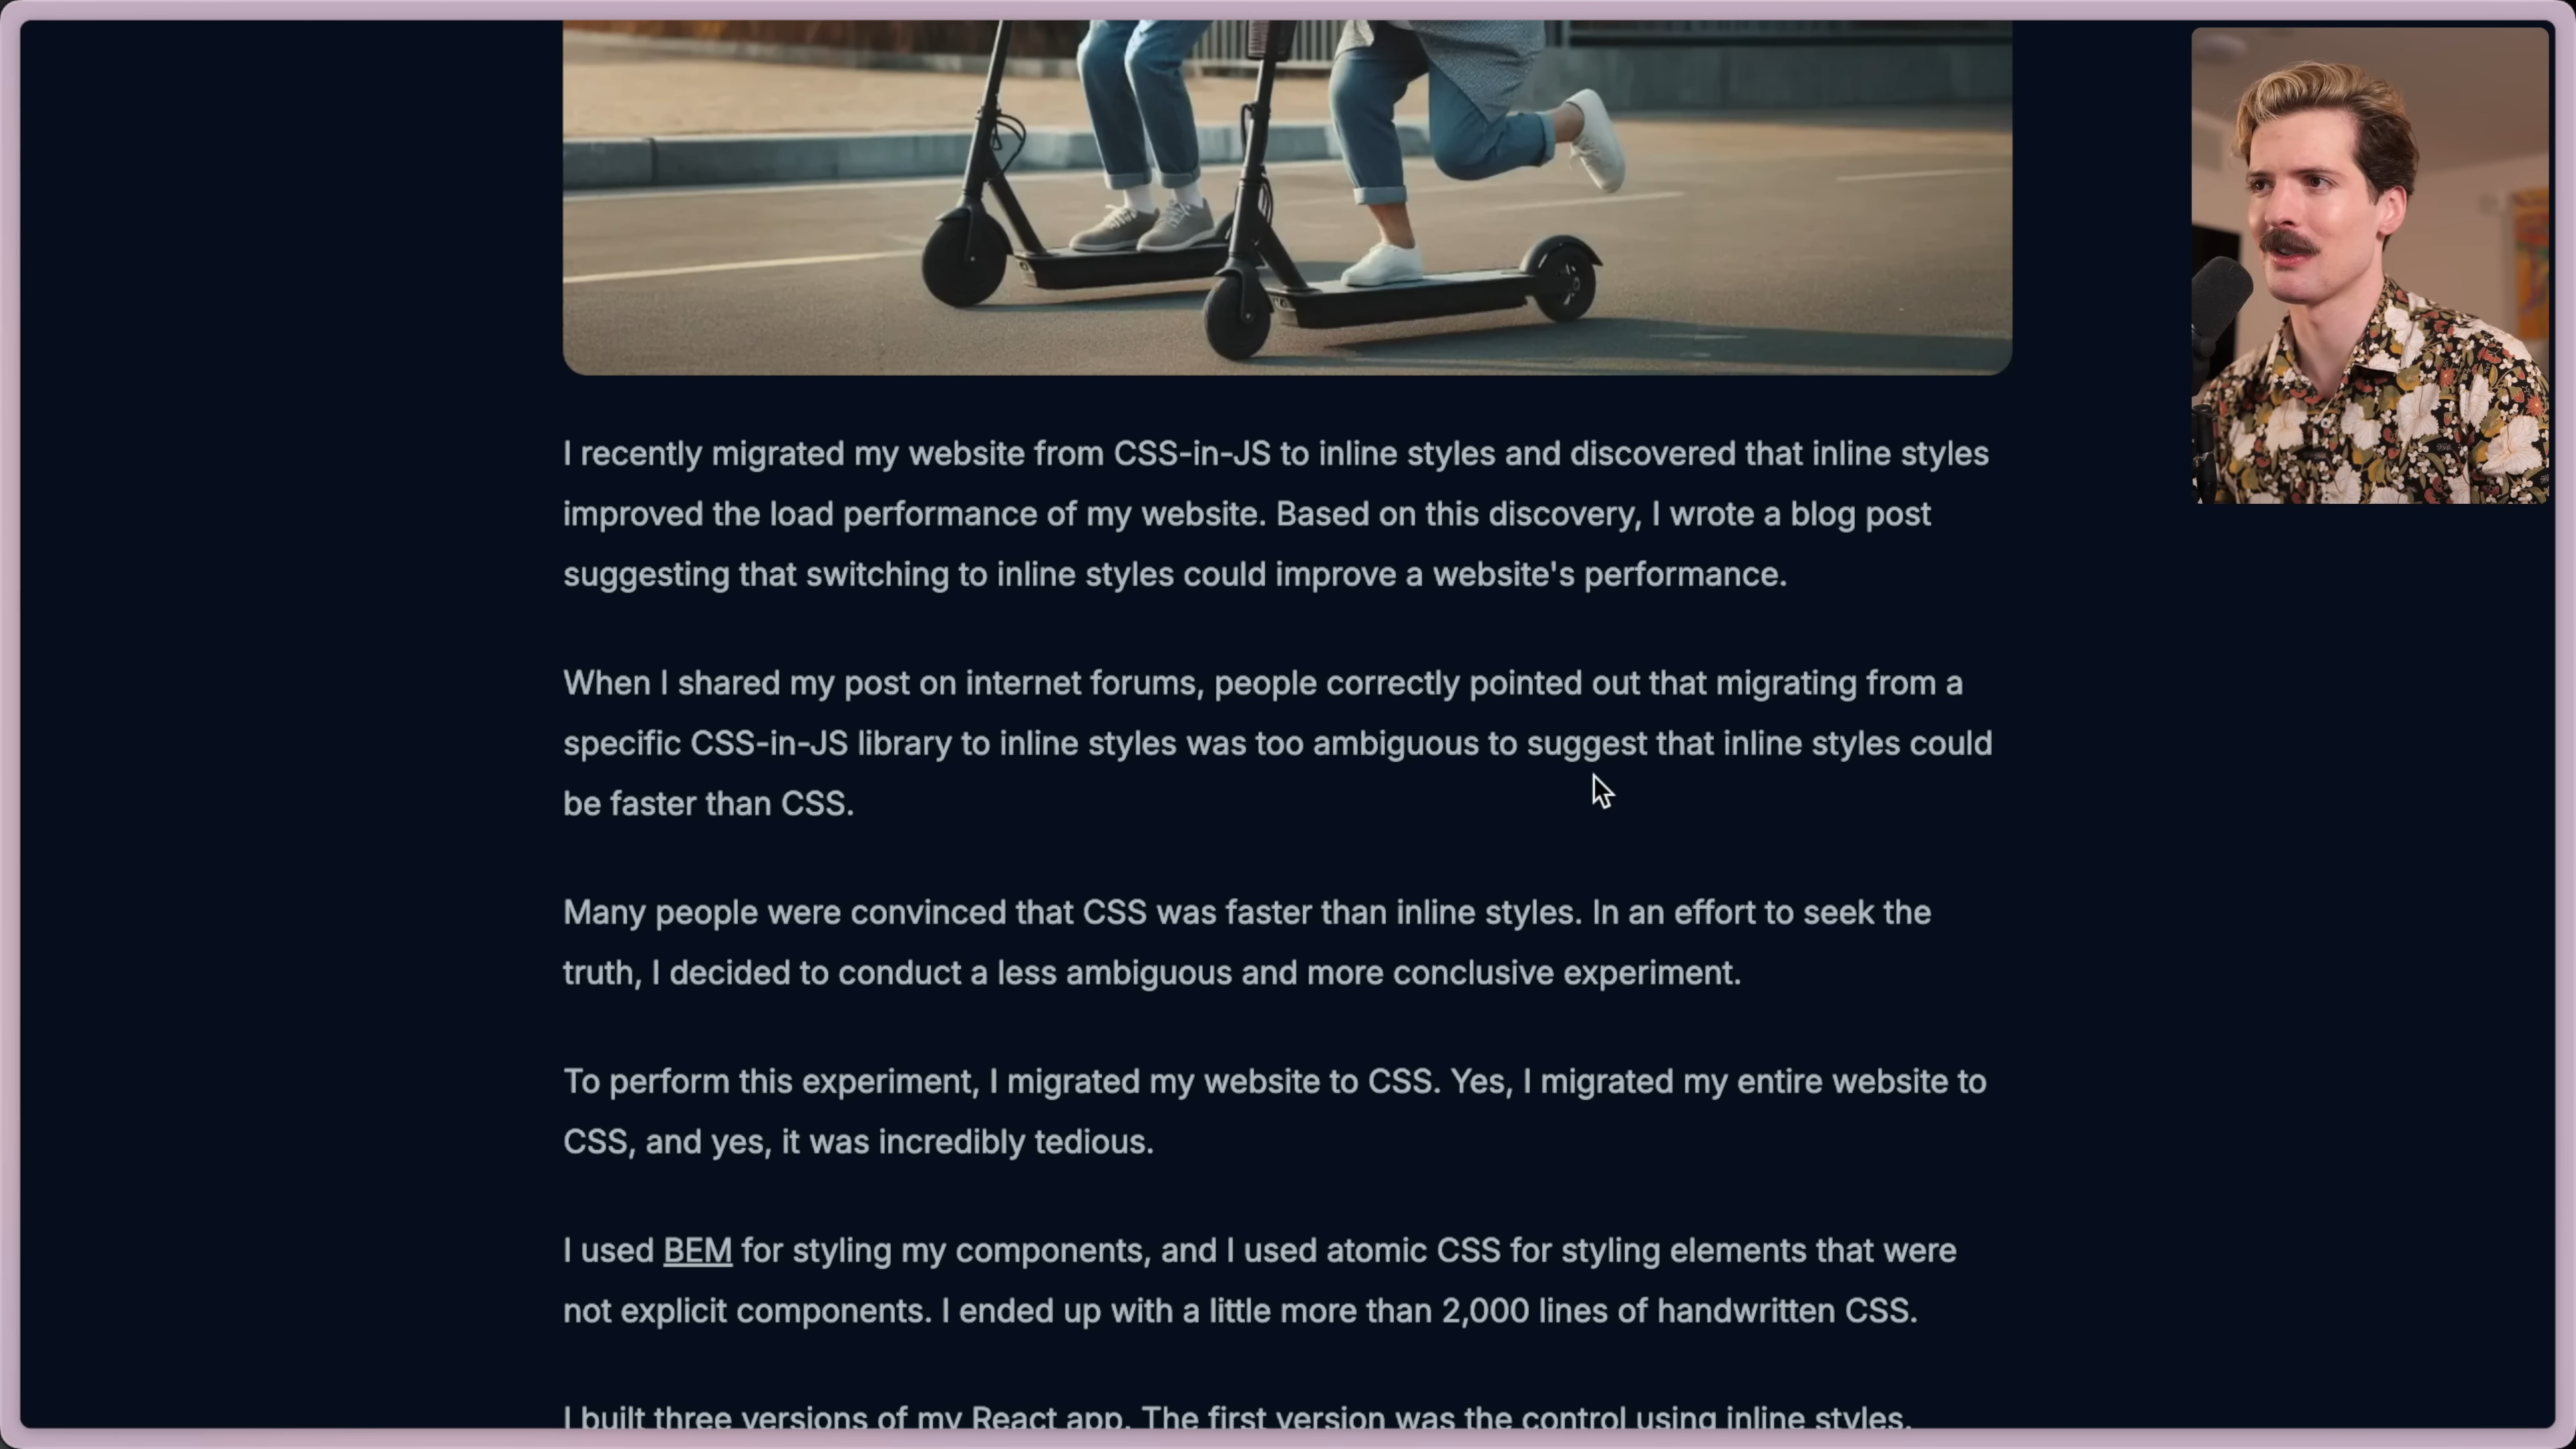 I recently migrated my website from CSS-in-JS to inline styles and discovered that inline styles
improved the load performance of my website. Based on this discovery, I wrote a blog post
suggesting that switching to inline styles could improve a website's performance.
When I shared my post on internet forums, people correctly pointed out that migrating from a
specific CSS-in-JS library to inline styles was too ambiguous to suggest that inline styles could
be faster than CSS.
Many people were convinced that CSS was faster than inline styles. In an effort to seek the
truth, I decided to conduct a less ambiguous and more conclusive experiment.
To perform this experiment, I migrated my website to CSS. Yes, I migrated my entire website to
CSS, and yes, it was incredibly tedious.
I used BEM for styling my components, and I used atomic CSS for styling elements that were
not explicit components. I ended up with a little more than 2,000 lines of handwritten CSS.
I built three versions of my React app. The first version was the control using inline styles.